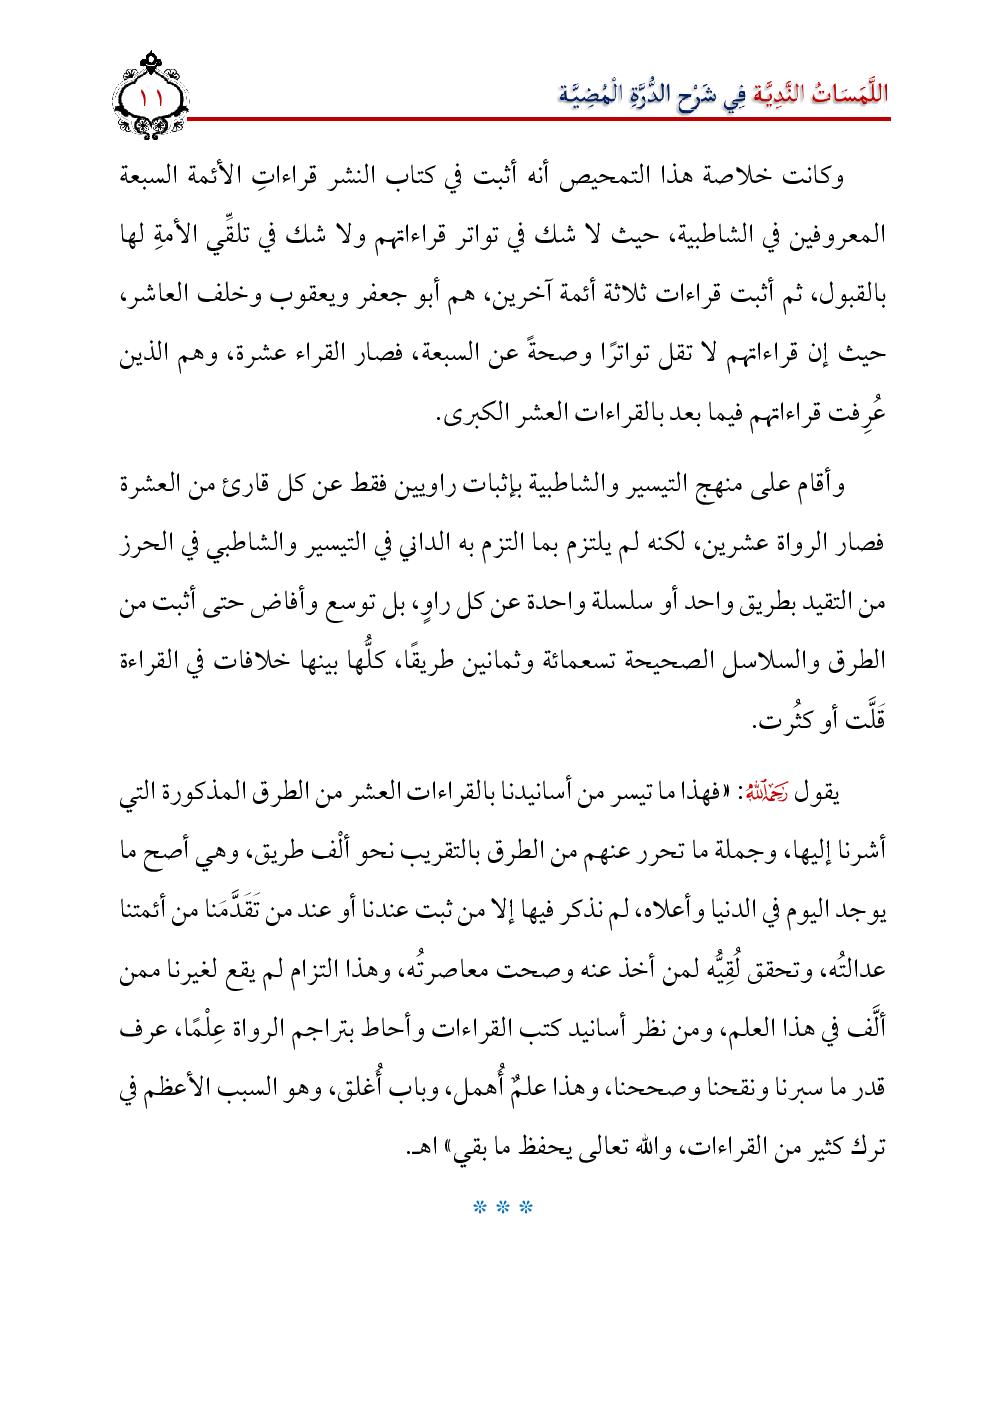 اللَّمَسَاتُ النَّدِيَّة فِي شَرْحِ الدُّرَّةِ الْمُضِيَّة
١١
وكانت خلاصة هذا التمحيص أنه أثبت في كتاب النشر قراءاتِ الأئمة السبعة
المعروفين في الشاطبية، حيث لا شك في تواتر قراءاتهم ولا شك في تلقِّي الأمةِ لها
بالقبول، ثم أثبت قراءات ثلاثة أئمة آخرين، هم أبو جعفر ويعقوب وخلف العاشر،
حيث إن قراءاتهم لا تقل تواترًا وصحةً عن السبعة، فصار القراء عشرة، وهم الذين
عُرِفت قراءاتهم فيما بعد بالقراءات العشر الكبرى.
وأقام على منهج التيسير والشاطبية بإثبات راويين فقط عن كل قارئ من العشرة
فصار الرواة عشرين، لكنه لم يلتزم بما التزم به الداني في التيسير والشاطبي في الحرز
من التقيد بطريق واحد أو سلسلة واحدة عن كل راوٍ، بل توسع وأفاض حتى أثبت من
الطرق والسلاسل الصحيحة تسعمائة وثمانين طريقًا، كلُّها بينها خلافات في القراءة
قَلَّت أو كثُرت.
يقول رَحِمَهُ اللَّهُ: «فهذا ما تيسر من أسانيدنا بالقراءات العشر من الطرق المذكورة التي
أشرنا إليها، وجملة ما تحرر عنهم من الطرق بالتقريب نحو ألْف طريق، وهي أصح ما
يوجد اليوم في الدنيا وأعلاه، لم نذكر فيها إلا من ثبت عندنا أو عند من تَقَدَّمَنا من أئمتنا
عدالتُه، وتحقق لُقِيُّه لمن أخذ عنه وصحت معاصرتُه، وهذا التزام لم يقع لغيرنا ممن
ألَّف في هذا العلم، ومن نظر أسانيد كتب القراءات وأحاط بتراجم الرواة عِلْمًا، عرف
قدر ما سبرنا ونقحنا وصححنا، وهذا علمٌ أُهمل، وباب أُغلق، وهو السبب الأعظم في
ترك كثير من القراءات، والله تعالى يحفظ ما بقي» اهـ.
* * *